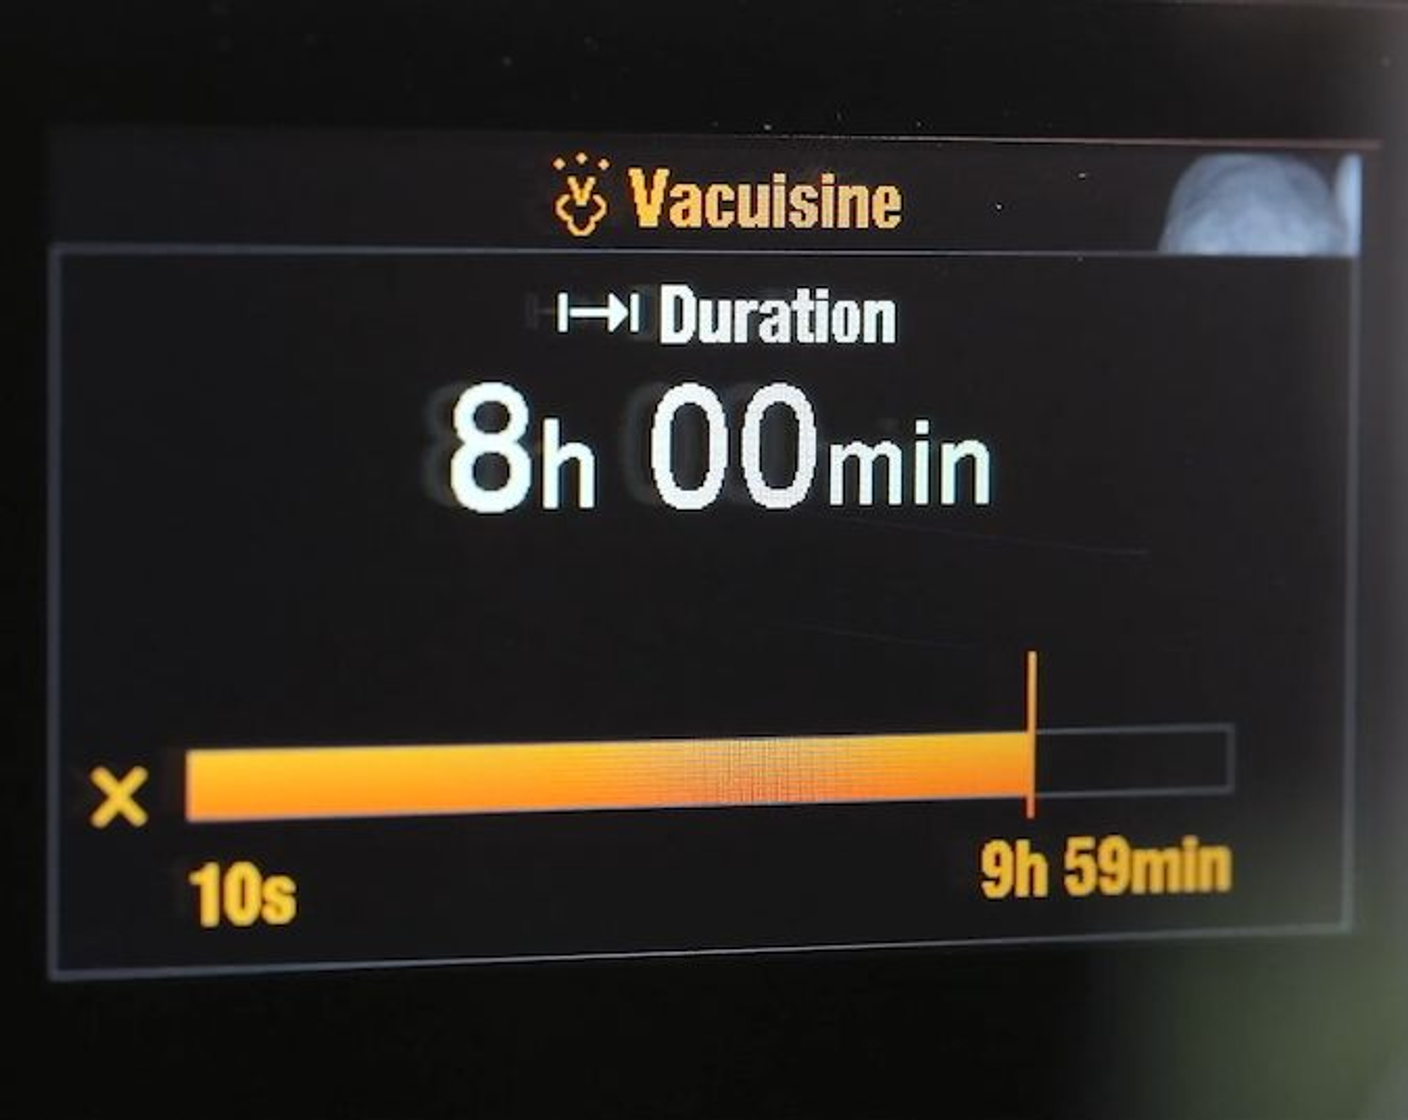 Vacuisine
Duration
8h 00min
10s
9h 59min